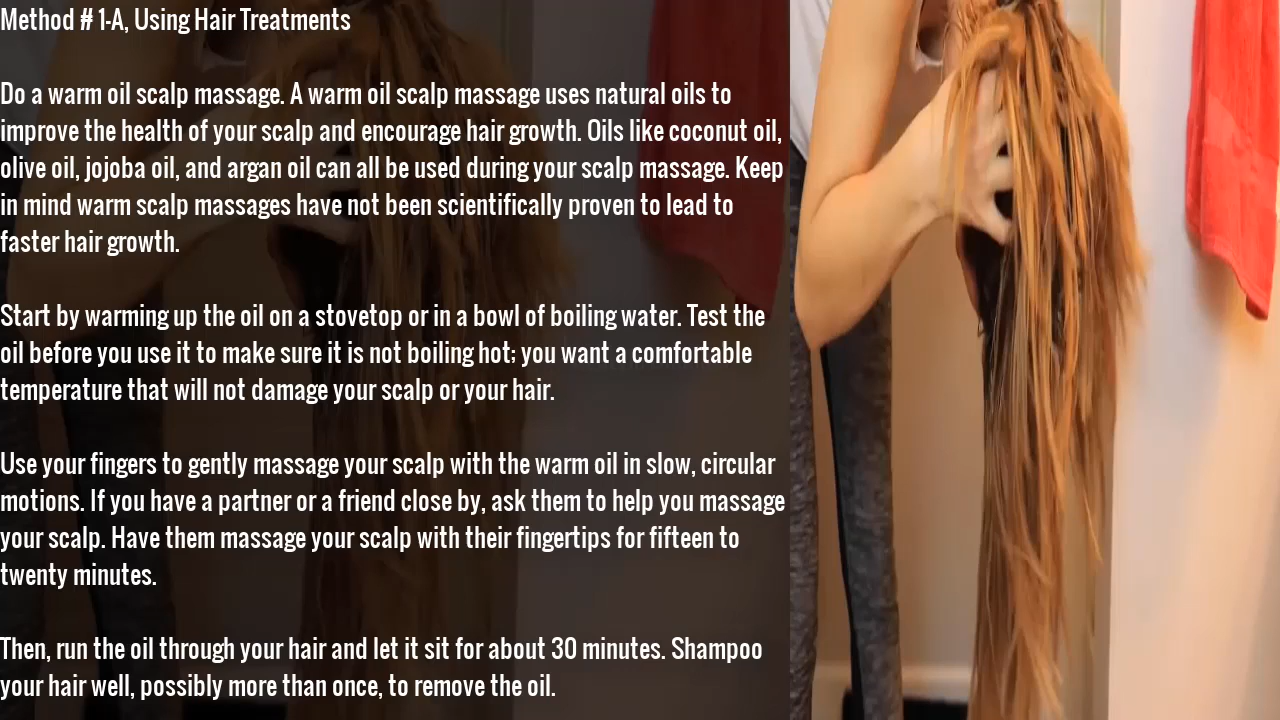 Method # 1-A, Using Hair Treatments
Do a warm oil scalp massage. A warm oil scalp massage uses natural oils to
improve the health of your scalp and encourage hair growth. Oils like coconut oil,
olive oil, jojoba oil, and argan oil can all be used during your scalp massage. Keep
in mind warm scalp massages have not been scientifically proven to lead to
faster hair growth.
Start by warming up the oil on a stovetop or in a bowl of boiling water. Test the
oil before you use it to make sure it is not boiling hot; you want a comfortable
temperature that will not damage your scalp or your hair.
Use your fingers to gently massage your scalp with the warm oil in slow, circular
motions. If you have a partner or a friend close by, ask them to help you massage
your scalp. Have them massage your scalp with their fingertips for fifteen to
twenty minutes.
Then, run the oil through your hair and let it sit for about 30 minutes. Shampoo
your hair well, possibly more than once, to remove the oil.